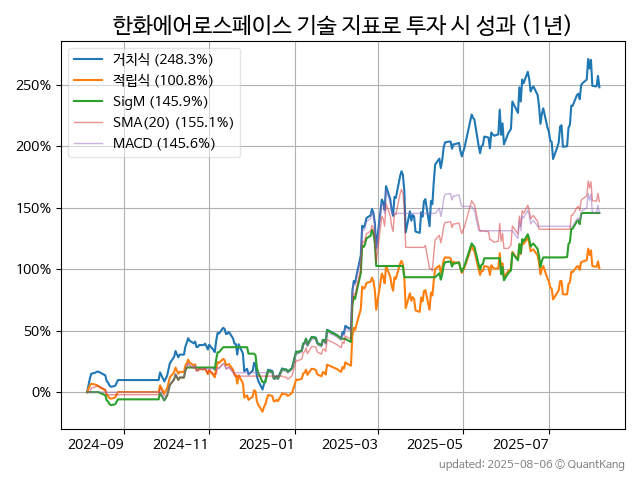 한화에어로스페이스 기술 지표로 투자 시 성과 (1년)
거치식 (248.3%)
적립식 (100.8%)
SigM (145.9%)
SMA(20) (155.1%)
MACD (145.6%)
250%
200%
150%
100%
50%
0%
2024-09 2024-11 2025-01 2025-03 2025-05 2025-07
updated: 2025-08-06 © QuantKang